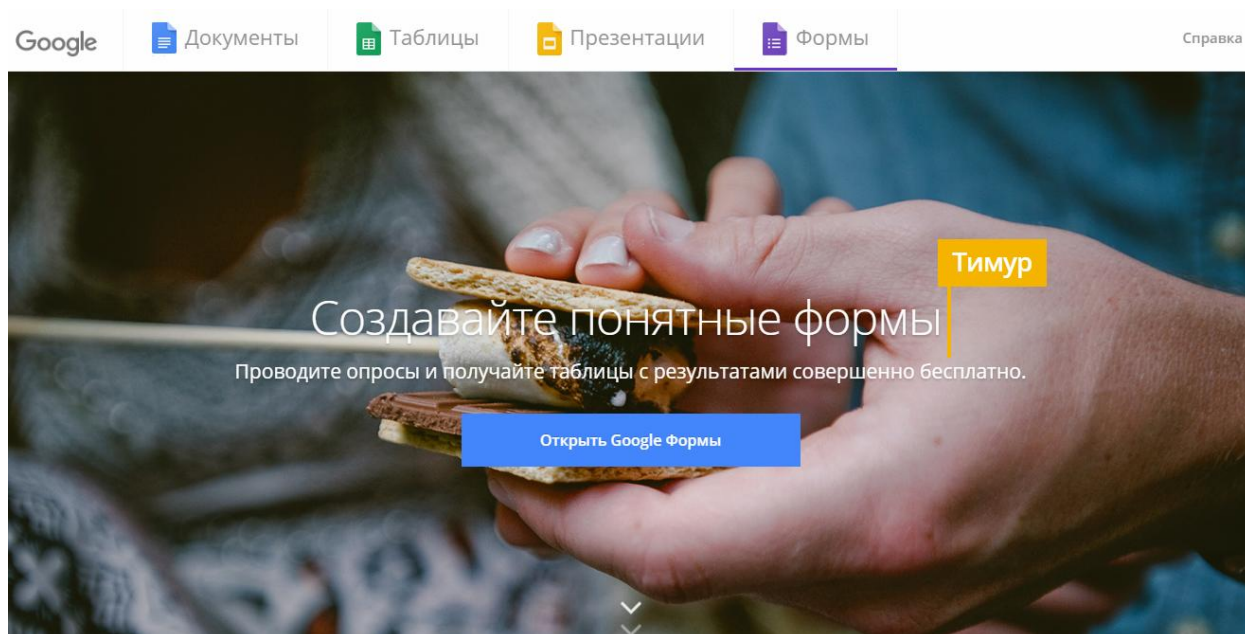 Google Документы Таблицы Презентации Формы Справка
Тимур
Создавайте понятные формы
Проводите опросы и получайте таблицы с результатами совершенно бесплатно.
Открыть Google Формы